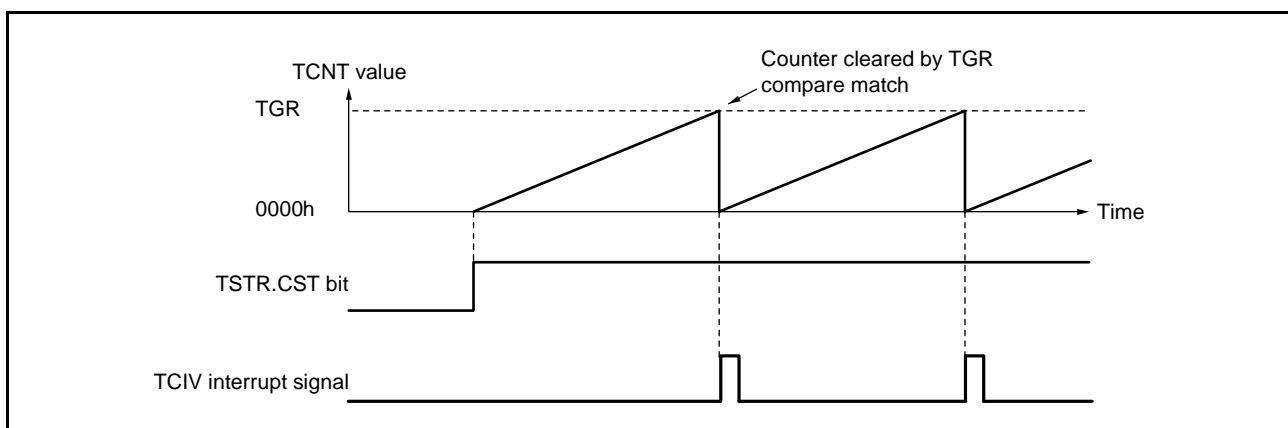 Counter cleared by TGR
compare match
TCNT value
TGR
0000h
Time
TSTR.CST bit
TCIV interrupt signal